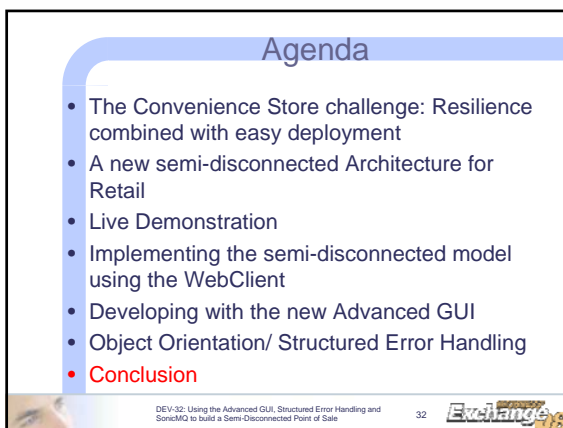 Agenda
• The Convenience Store challenge: Resilience
combined with easy deployment
• A new semi-disconnected Architecture for
Retail
• Live Demonstration
• Implementing the semi-disconnected model
using the WebClient
• Developing with the new Advanced GUI
• Object Orientation/ Structured Error Handling
• Conclusion
DEV-32: Using the Advanced GUI, Structured Error Handling and
SonicMQ to build a Semi-Disconnected Point of Sale
32
Exchange